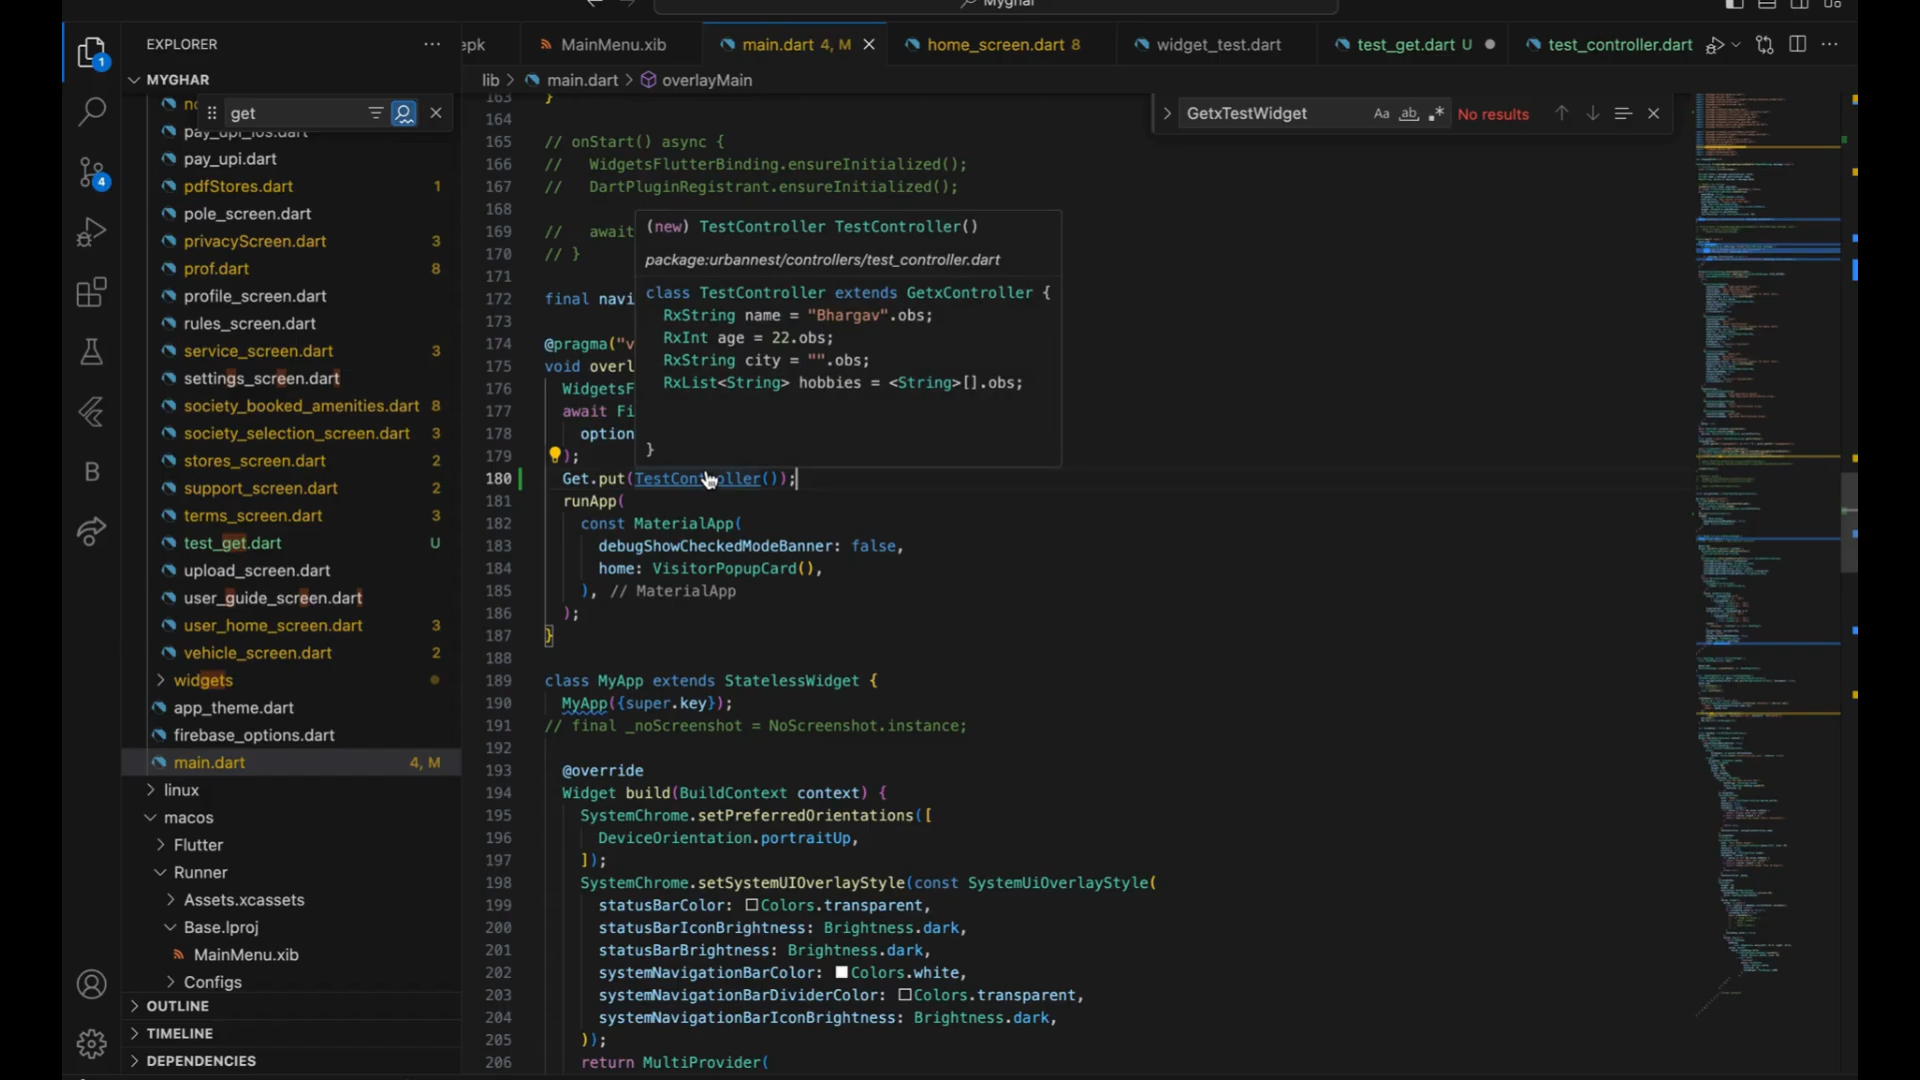 Myghar
EXPLORER
epk
MainMenu.xib
main.dart 4, M
home_screen.dart 8
widget_test.dart
test_get.dart U
test_controller.dart
MYGHAR
lib > main.dart > overlayMain
get
GetxTestWidget
Aa
ab
No results
pay_upi_ios.dart
pay_upi.dart
pdfStores.dart 1
pole_screen.dart
privacyScreen.dart 3
prof.dart 8
profile_screen.dart
rules_screen.dart
service_screen.dart 3
settings_screen.dart
society_booked_amenities.dart 8
society_selection_screen.dart 3
stores_screen.dart 2
support_screen.dart 2
terms_screen.dart 3
test_get.dart U
upload_screen.dart
user_guide_screen.dart
user_home_screen.dart 3
vehicle_screen.dart 2
widgets
app_theme.dart
firebase_options.dart
main.dart 4, M
linux
macos
Flutter
Runner
Assets.xcassets
Base.lproj
MainMenu.xib
Configs
OUTLINE
TIMELINE
DEPENDENCIES
1
4
163 }
164
165 // onStart() async {
166 //   WidgetsFlutterBinding.ensureInitialized();
167 //   DartPluginRegistrant.ensureInitialized();
168
169 //   await
170 // }
171
172 final navi
173
174 @pragma("v
175 void overl
176 WidgetsF
177 await Fi
178 option
179 );
180 Get.put(TestController());
181 runApp(
182 const MaterialApp(
183 debugShowCheckedModeBanner: false,
184 home: VisitorPopupCard(),
185 ), // MaterialApp
186 );
187 }
188
189 class MyApp extends StatelessWidget {
190 MyApp({super.key});
191 // final _noScreenshot = NoScreenshot.instance;
192
193 @override
194 Widget build(BuildContext context) {
195 SystemChrome.setPreferredOrientations([
196 DeviceOrientation.portraitUp,
197 ]);
198 SystemChrome.setSystemUIOverlayStyle(const SystemUiOverlayStyle(
199 statusBarColor: Colors.transparent,
200 statusBarIconBrightness: Brightness.dark,
201 statusBarBrightness: Brightness.dark,
202 systemNavigationBarColor: Colors.white,
203 systemNavigationBarDividerColor: Colors.transparent,
204 systemNavigationBarIconBrightness: Brightness.dark,
205 ));
206 return MultiProvider(
(new) TestController TestController()
package:urbannest/controllers/test_controller.dart
class TestController extends GetxController {
RxString name = "Bhargav".obs;
RxInt age = 22.obs;
RxString city = "".obs;
RxList<String> hobbies = <String>[].obs;
}